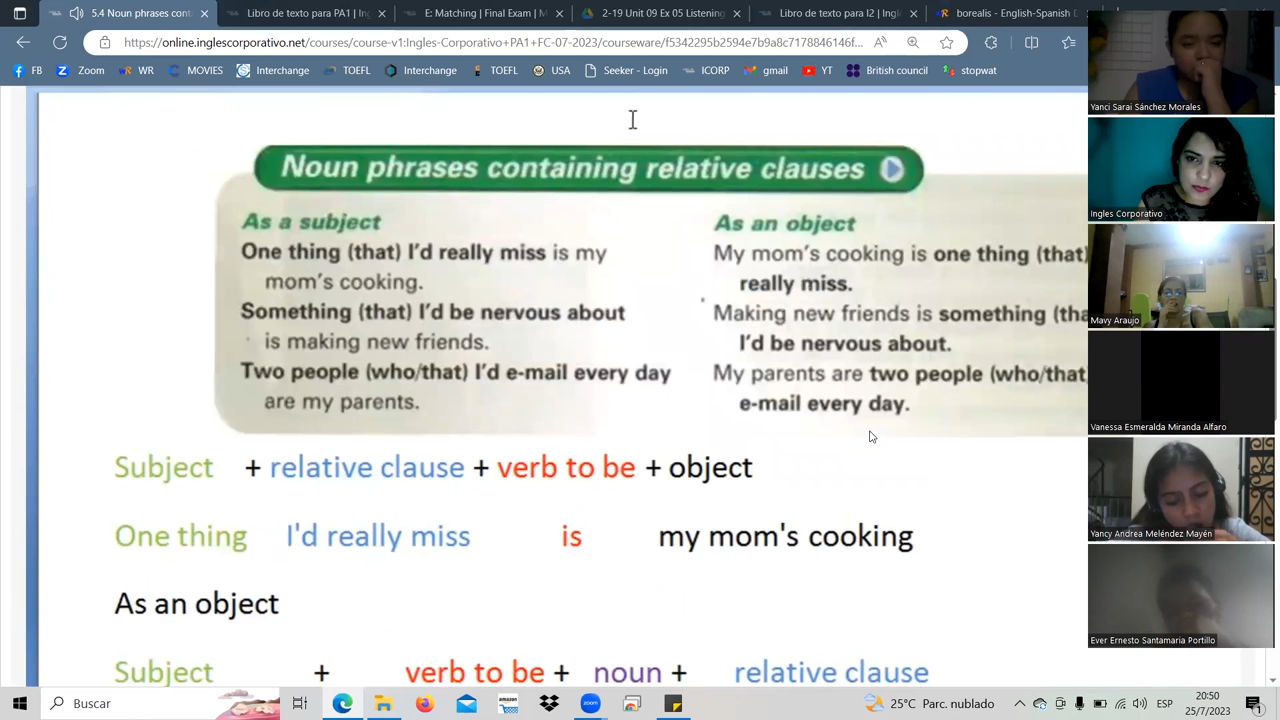 5.4 Noun phrases cont:
Libro de texto para PA1 | In
E: Matching | Final Exam | M
2-19 Unit 09 Ex 05 Listening
Libro de texto para I2 | Ingle
borealis - English-Spanish D
https://online.inglescorporativo.net/courses/course-v1:Ingles-Corporativo+PA1+FC-07-2023/courseware/f5342295b2594e7b9a8c7178846146f...
FB
Zoom
WR
MOVIES
Interchange
TOEFL
Interchange
TOEFL
USA
Seeker - Login
ICORP
gmail
YT
British council
stopwat
Noun phrases containing relative clauses
As a subject
One thing (that) I'd really miss is my
mom's cooking.
Something (that) I'd be nervous about
is making new friends.
Two people (who/that) I'd e-mail every day
are my parents.
As an object
My mom's cooking is one thing (that)
really miss.
Making new friends is something (tha
I'd be nervous about.
My parents are two people (who/that
e-mail every day.
Subject + relative clause + verb to be + object
One thing I'd really miss is my mom's cooking
As an object
Subject + verb to be + noun + relative clause
Yanci Sarai Sánchez Morales
Ingles Corporativo
Mavy Araujo
Vanessa Esmeralda Miranda Alfaro
Yancy Andrea Meléndez Mayén
Ever Ernesto Santamaria Portillo
Buscar
25°C Parc. nublado
ESP
20:50
25/7/2023